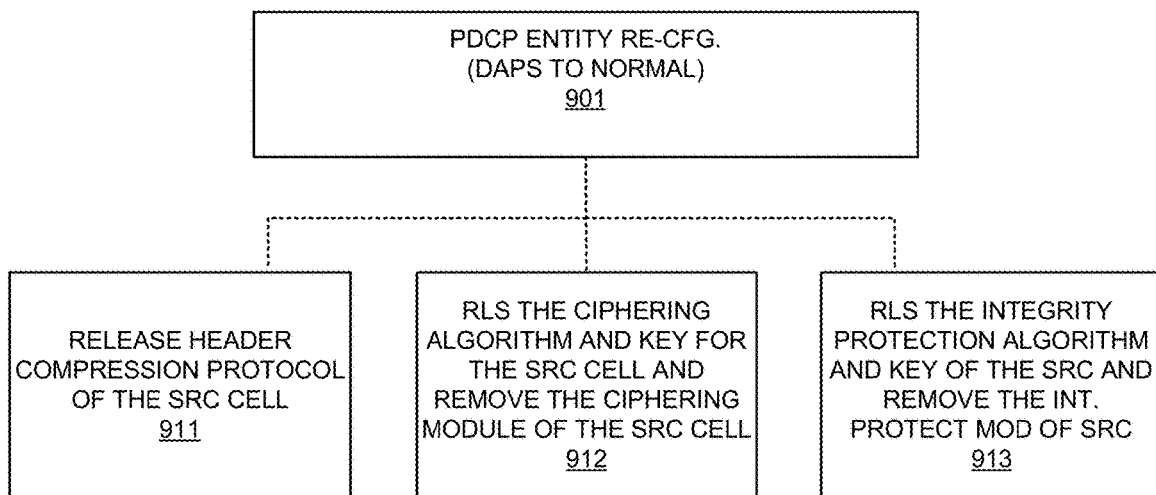 PDCP ENTITY RE-CFG.
(DAPS TO NORMAL)
901
RELEASE HEADER
COMPRESSION PROTOCOL
OF THE SRC CELL
911
RLS THE CIPHERING
ALGORITHM AND KEY FOR
THE SRC CELL AND
REMOVE THE CIPHERING
MODULE OF THE SRC CELL
912
RLS THE INTEGRITY
PROTECTION ALGORITHM
AND KEY OF THE SRC AND
REMOVE THE INT.
PROTECT MOD OF SRC
913